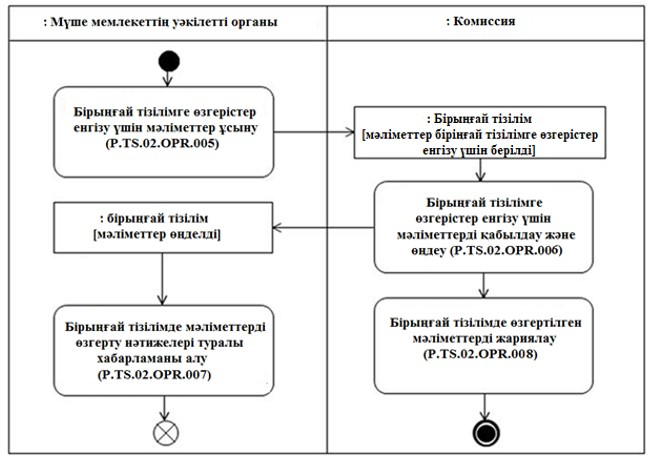 : Мүше мемлекеттің уәкілетті органы
: Комиссия
Бірыңғай тізілімге өзгерістер
енгізу үшін мәліметтер ұсыну
(P.TS.02.OPR.005)
: Бірыңғай тізілім
[мәліметтер бірінғай тізілімге өзгерістер
енгізу үшін берілді]
Бірыңғай тізілімге
өзгерістер енгізу үшін
мәліметтерді қабылдау және
өңдеу (P.TS.02.OPR.006)
: бірыңғай тізілім
[мәліметтер өңделді]
Бірыңғай тізілімде мәліметтерді
өзгерту нәтижелері туралы
хабарламаны алу
(P.TS.02.OPR.007)
Бірыңғай тізілімде өзгертілген
мәліметтерді жариялау
(P.TS.02.OPR.008)